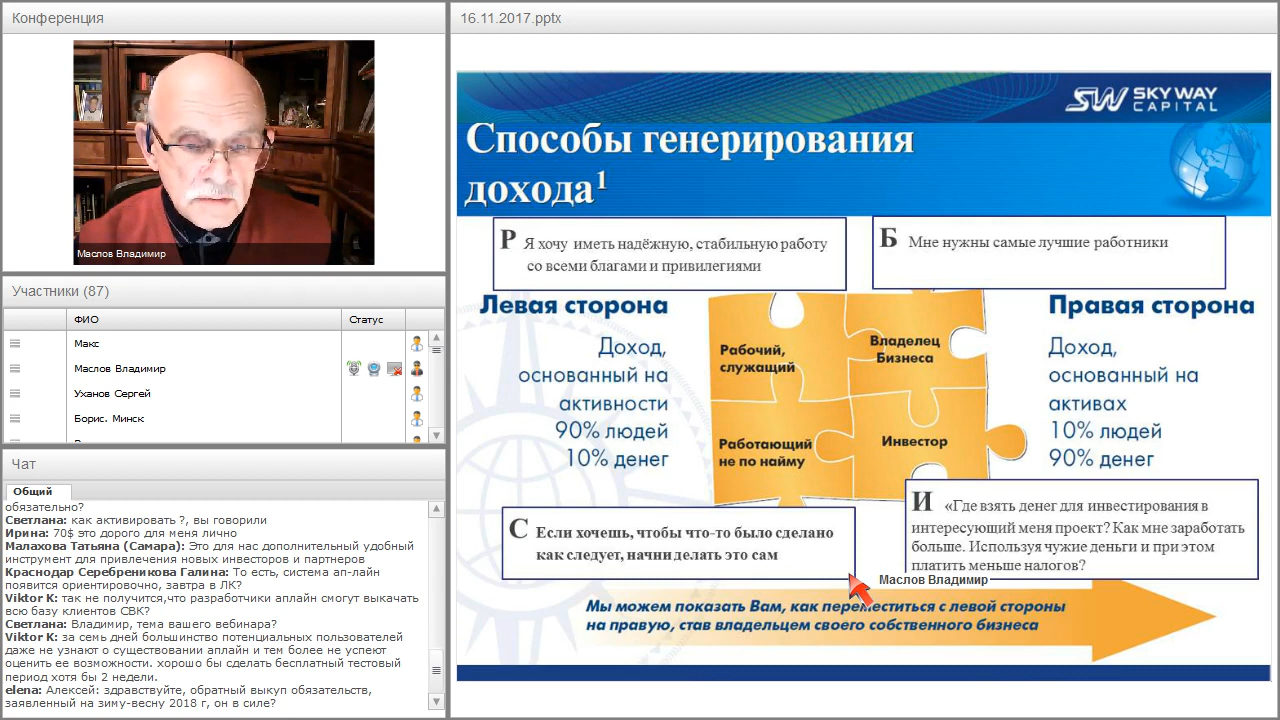 Конференция
Маслов Владимир
Участники (87)
ФИО
Статус
Макс
Маслов Владимир
Уханов Сергей
Борис. Минск
Чат
Общий
обязательно?
Светлана: как активировать ?, вы говорили
Ирина: 70$ это дорого для меня лично
Малахова Татьяна (Самара): Это для нас дополнительный удобный
инструмент для привлечения новых инвесторов и партнеров
Краснодар Серебреникова Галина: То есть, система ап-лайн
появится ориентировочно, завтра в ЛК?
Viktor K: так не получится,что разработчики аплайн смогут выкачать
всю базу клиентов СВК?
Светлана: Владимир, тема вашего вебинара?
Viktor K: за семь дней большинство потенциалмных пользователей
даже не узнают о существовании аплайн и тем более не успеют
оценить ее возможности. хорошо бы сделать бесплатный тестовый
период хотя бы 2 недели.
elena: Алексей: здравствуйте, обратный выкуп обязательств,
заявленный на зиму-весну 2018 г, он в силе?
16.11.2017.pptx
SW SKY WAY
CAPITAL
Способы генерирования
дохода1
Р Я хочу иметь надёжную, стабильную работу
со всеми благами и привилегиями
Б Мне нужны самые лучшие работники
Левая сторона
Доход,
основанный на
активности
90% людей
10% денег
Рабочий,
служащий
Владелец
Бизнеса
Работающий
не по найму
Инвестор
Правая сторона
Доход,
основанный на
активах
10% людей
90% денег
С Если хочешь, чтобы что-то было сделано
как следует, начни делать это сам
И «Где взять денег для инвестирования в
интересующий меня проект? Как мне заработать
больше. Используя чужие деньги и при этом
платить меньше налогов?
Маслов Владимир
Мы можем показать Вам, как переместиться с левой стороны
на правую, став владельцем своего собственного бизнеса